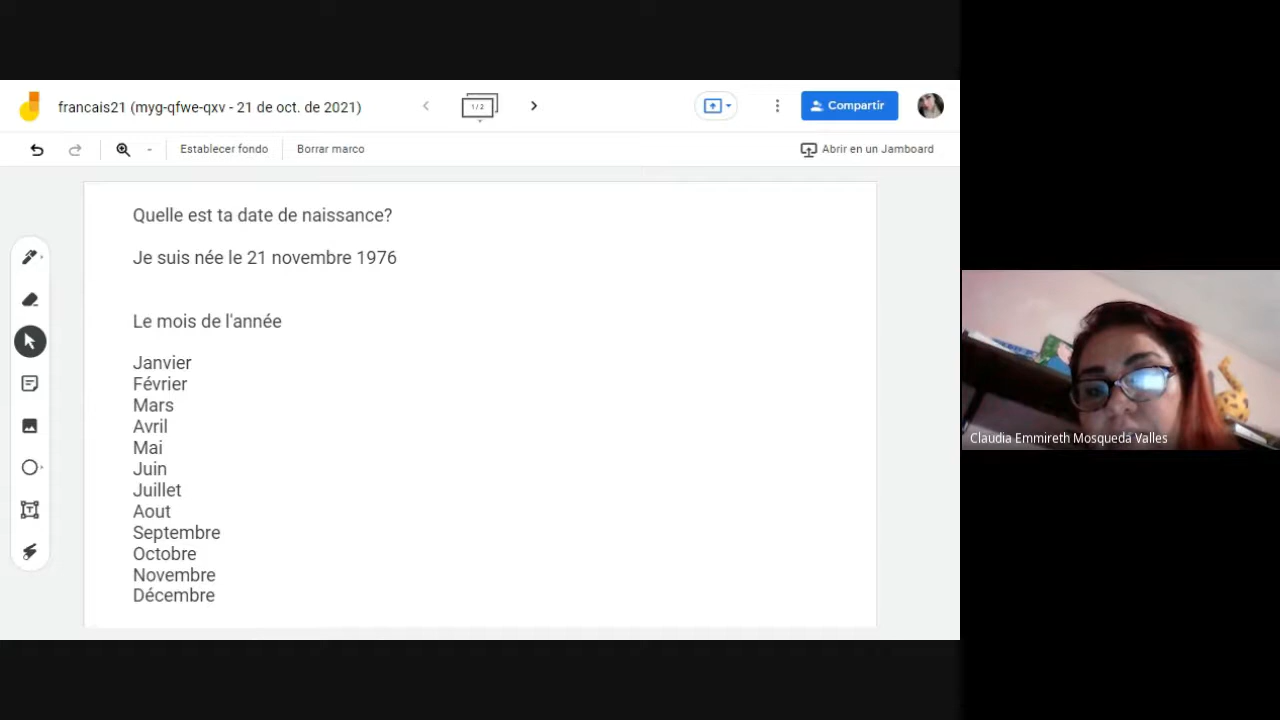 francais21 (myg-qfwe-qxv - 21 de oct. de 2021)
1 / 2
Compartir
Establecer fondo
Borrar marco
Abrir en un Jamboard
Quelle est ta date de naissance?
Je suis née le 21 novembre 1976
Le mois de l'année
Janvier
Février
Mars
Avril
Mai
Juin
Juillet
Aout
Septembre
Octobre
Novembre
Décembre
Claudia Emmireth Mosqueda Valles